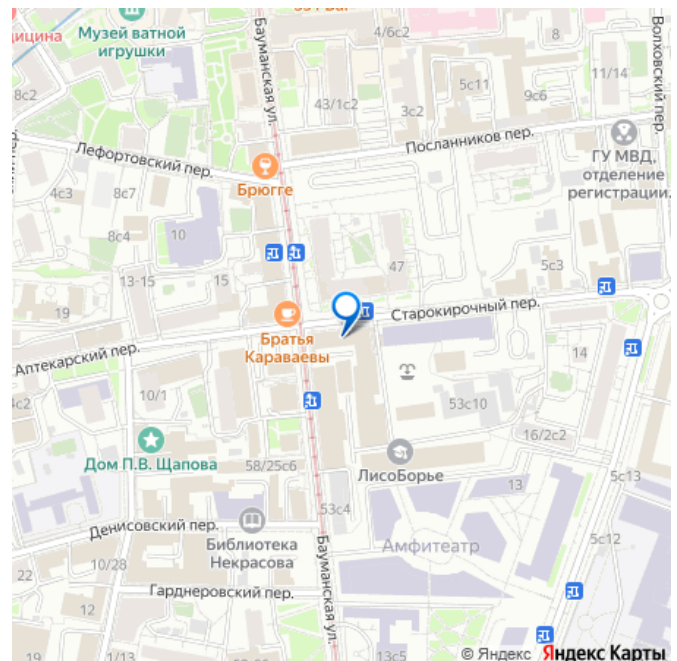 ицина
Музей ватной
игрушки
8с2
Бауманская ул.
4/6с2
8
11/14
Волховский пер.
5с11
9с6
43/1с2
3с2
Посланников пер.
ГУ МВД,
отделение
регистрации.
Лефортовский пер.
пер.
Брюгге
4с3
8с7
10
8с4
47
5с3
13-15
15
19
Старокирочный пер.
Братья
Караваевы
Аптекарский пер.
14
4с2
10/1
53с10
16/2с2
Дом П.В. Щапова
58/25с6
ЛисоБорье
5с13
13
53с4
Денисовский пер.
Библиотека
Некрасова
Амфитеатр
5с12
22
10/28
Бауманская ул.
Гарднеровский пер.
12
19
1/13
13с5
© Яндекс Яндекс Карты